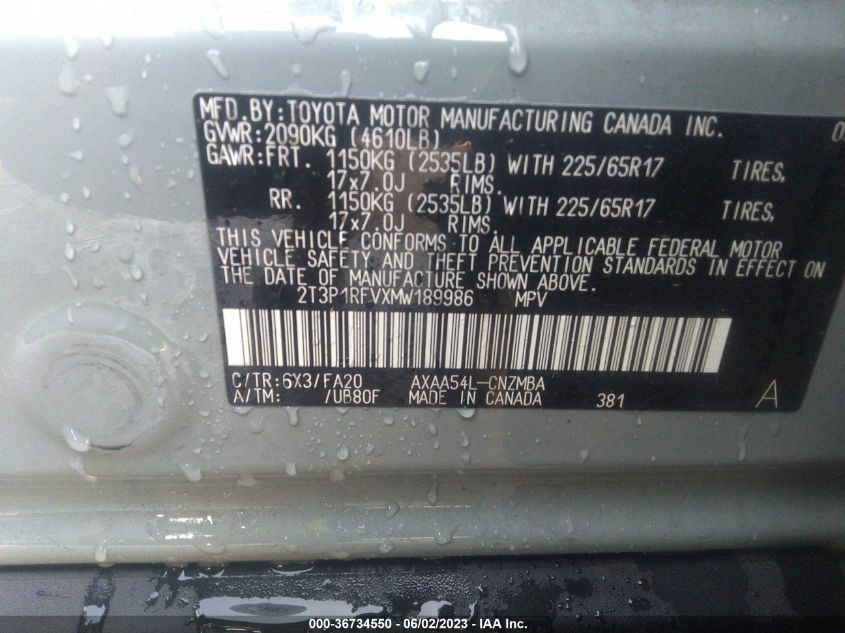 MFD. BY: TOYOTA MOTOR MANUFACTURING CANADA INC. 0
GVWR: 2090KG (4610LB)
GAWR: FRT. 1150KG (2535LB) WITH 225/65R17 TIRES,
17x7.0J RIMS.
RR. 1150KG (2535LB) WITH 225/65R17 TIRES,
17x7.0J RIMS.
THIS VEHICLE CONFORMS TO ALL APPLICABLE FEDERAL MOTOR
VEHICLE SAFETY AND THEFT PREVENTION STANDARDS IN EFFECT ON
THE DATE OF MANUFACTURE SHOWN ABOVE.
2T3P1RFVXMW189986 MPV
C/TR: 6X3/FA20 AXAA54L-CNZMBA
A/TM: /UB80F MADE IN CANADA 381 A
000-36734550 - 06/02/2023 - IAA Inc.